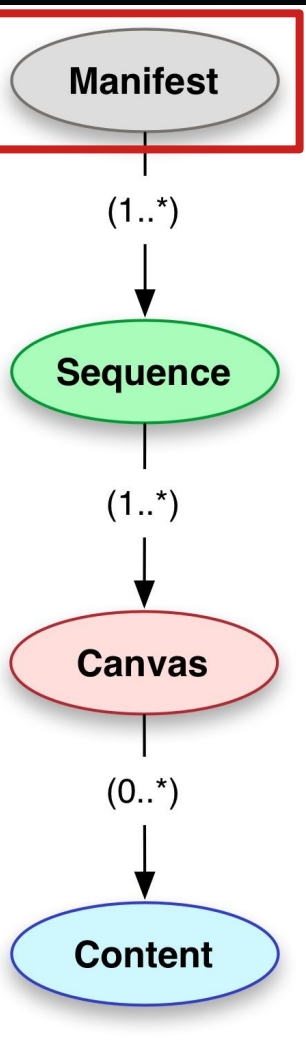 Manifest
(1..*)
Sequence
(1..*)
Canvas
(0..*)
Content